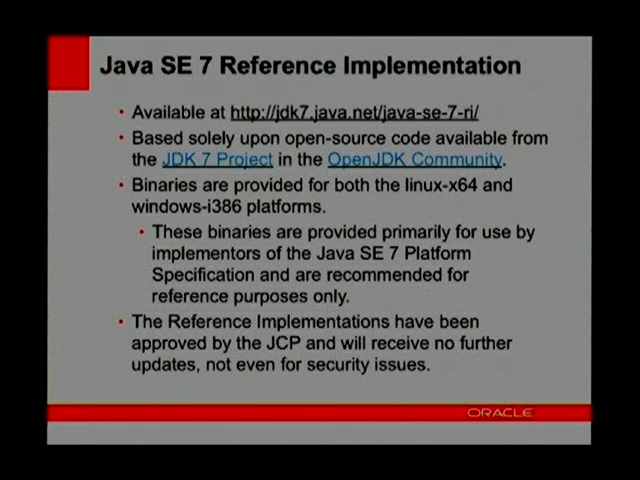 Java SE 7 Reference Implementation
• Available at http://jdk7.java.net/java-se-7-ri/
• Based solely upon open-source code available from
the JDK 7 Project in the OpenJDK Community.
• Binaries are provided for both the linux-x64 and
windows-i386 platforms.
• These binaries are provided primarily for use by
implementors of the Java SE 7 Platform
Specification and are recommended for
reference purposes only.
• The Reference Implementations have been
approved by the JCP and will receive no further
updates, not even for security issues.
ORACLE